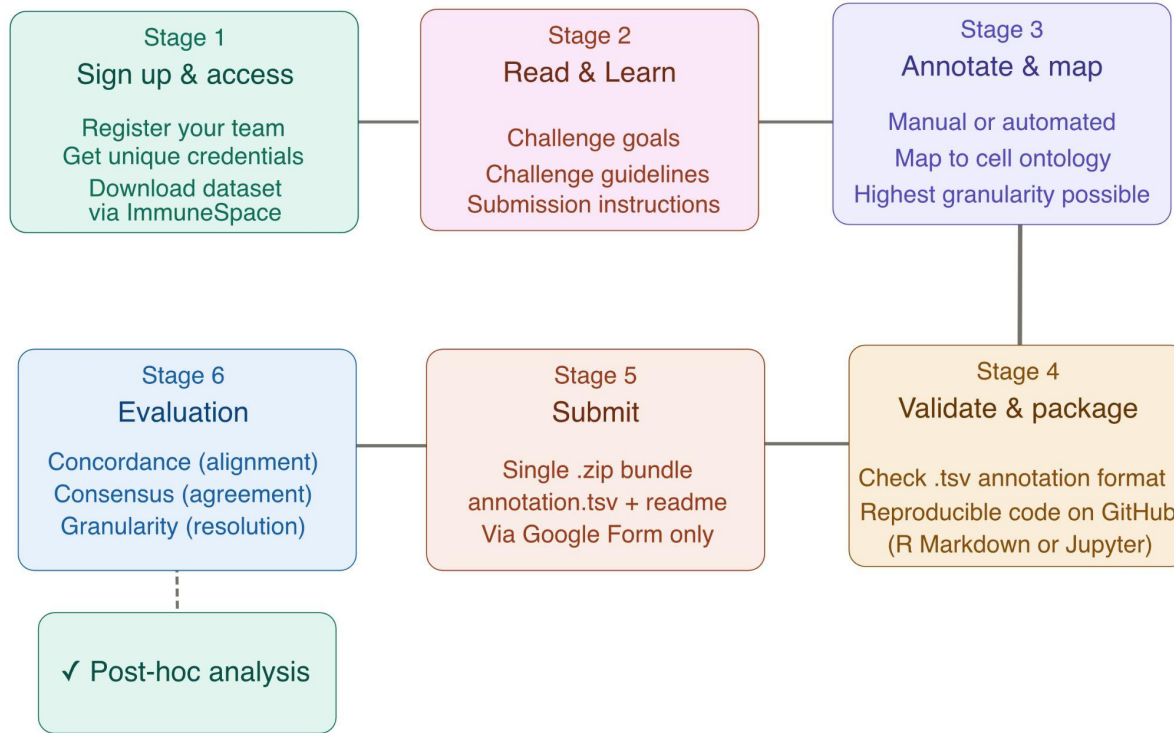 Stage 1
Sign up & access
Register your team
Get unique credentials
Download dataset
via ImmuneSpace
Stage 2
Read & Learn
Challenge goals
Challenge guidelines
Submission instructions
Stage 3
Annotate & map
Manual or automated
Map to cell ontology
Highest granularity possible
Stage 4
Validate & package
Check .tsv annotation format
Reproducible code on GitHub
(R Markdown or Jupyter)
Stage 5
Submit
Single .zip bundle
annotation.tsv + readme
Via Google Form only
Stage 6
Evaluation
Concordance (alignment)
Consensus (agreement)
Granularity (resolution)
✓ Post-hoc analysis